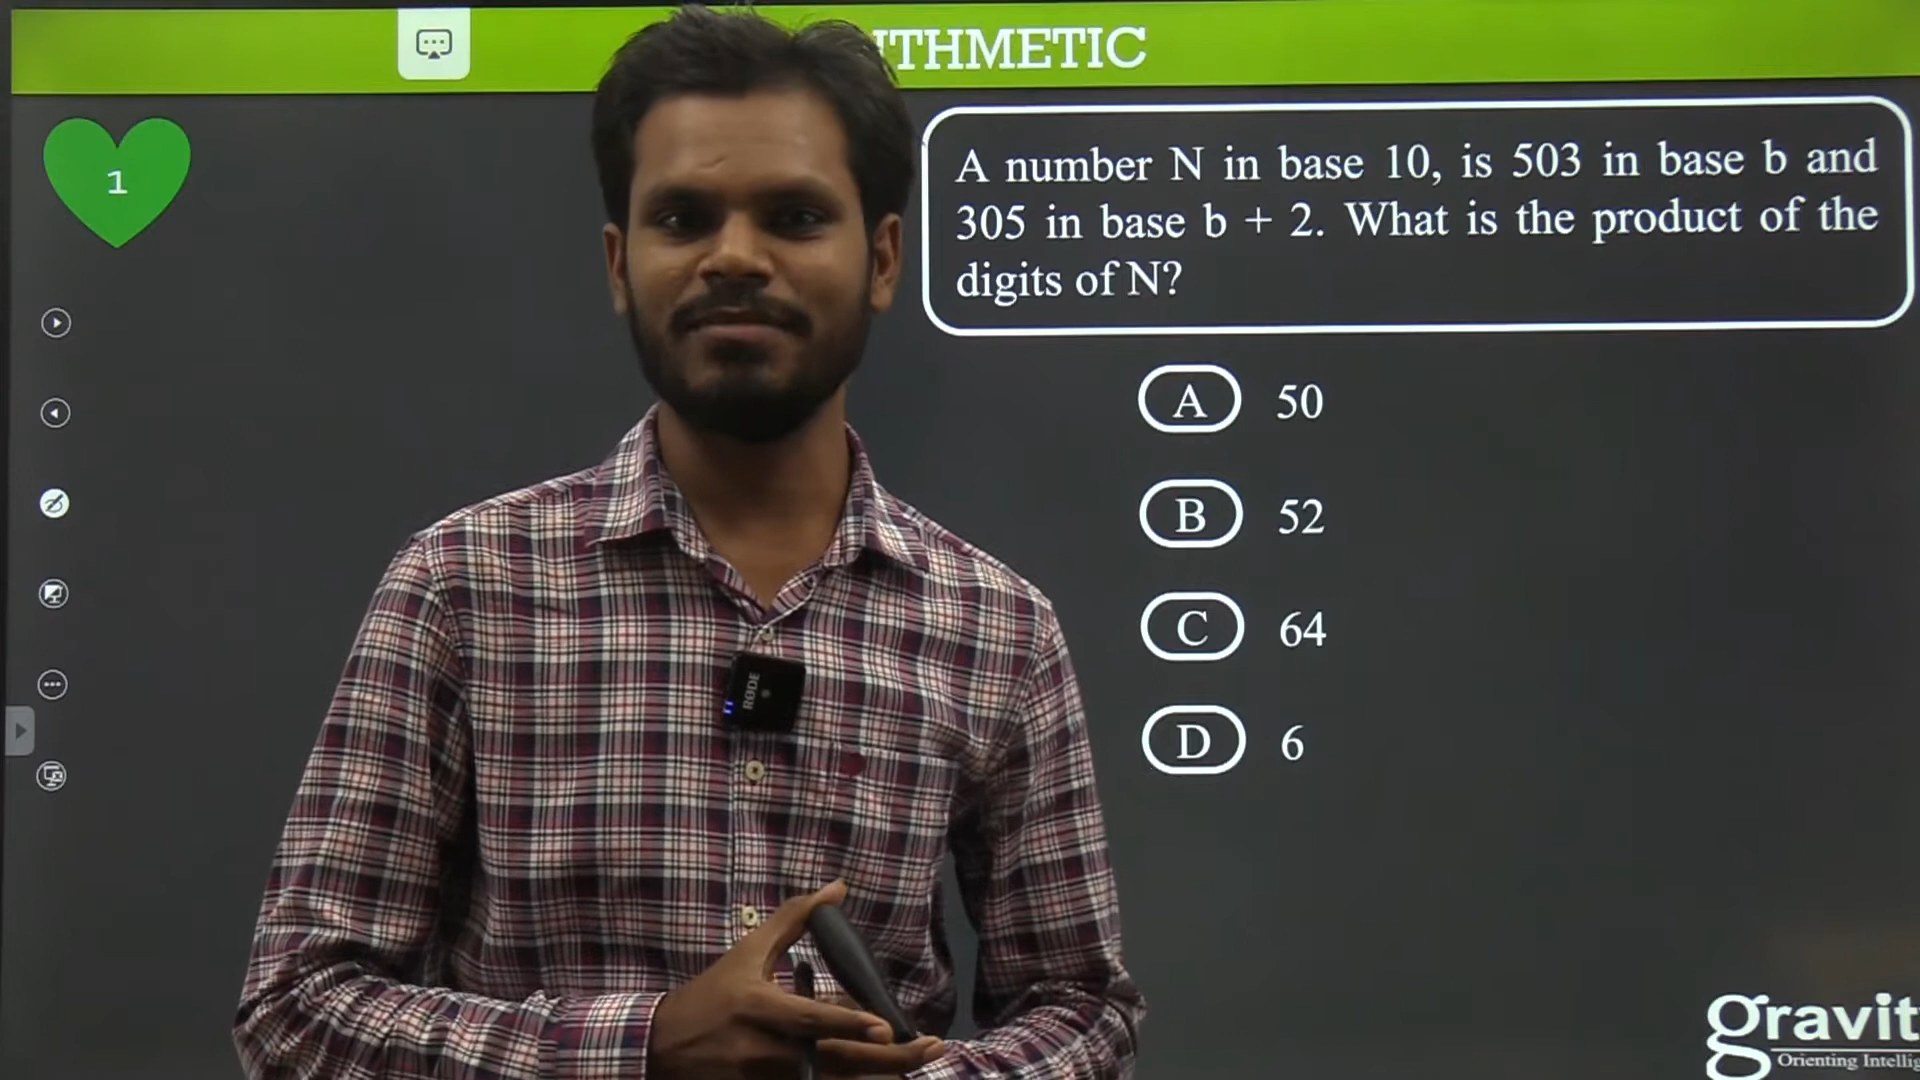 THMETIC
1
A number N in base 10, is 503 in base b and
305 in base b + 2. What is the product of the
digits of N?
A 50
B 52
C 64
D 6
RØDE
gravit
Orienting Intellig